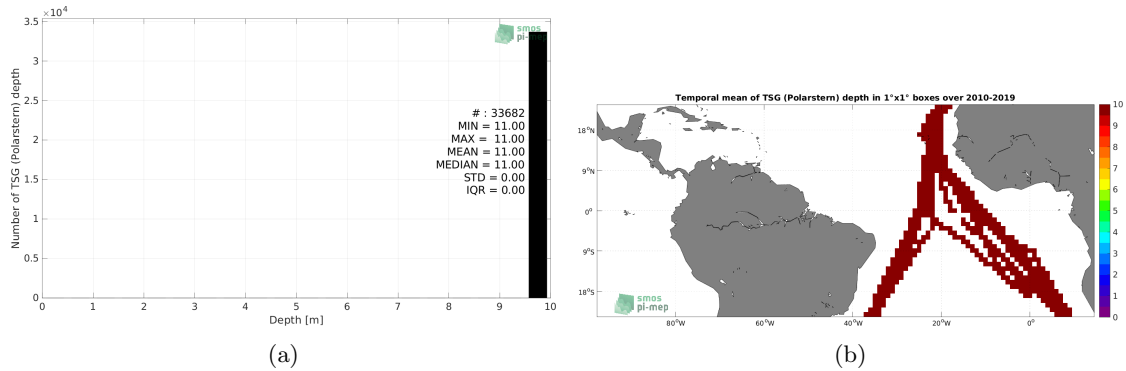 ×10⁴
3.5
3
2.5
2
1.5
1
0.5
0
Number of TSG (Polarstern) depth
smos
pi-mep
# : 33682
MIN = 11.00
MAX = 11.00
MEAN = 11.00
MEDIAN = 11.00
STD = 0.00
IQR = 0.00
0 1 2 3 4 5 6 7 8 9 10
Depth [m]
(a)
Temporal mean of TSG (Polarstern) depth in 1°x1° boxes over 2010-2019
18°N
9°N
0°
9°S
18°S
smos
pi-mep
80°W 60°W 40°W 20°W 0°
10
9
8
7
6
5
4
3
2
1
0
(b)